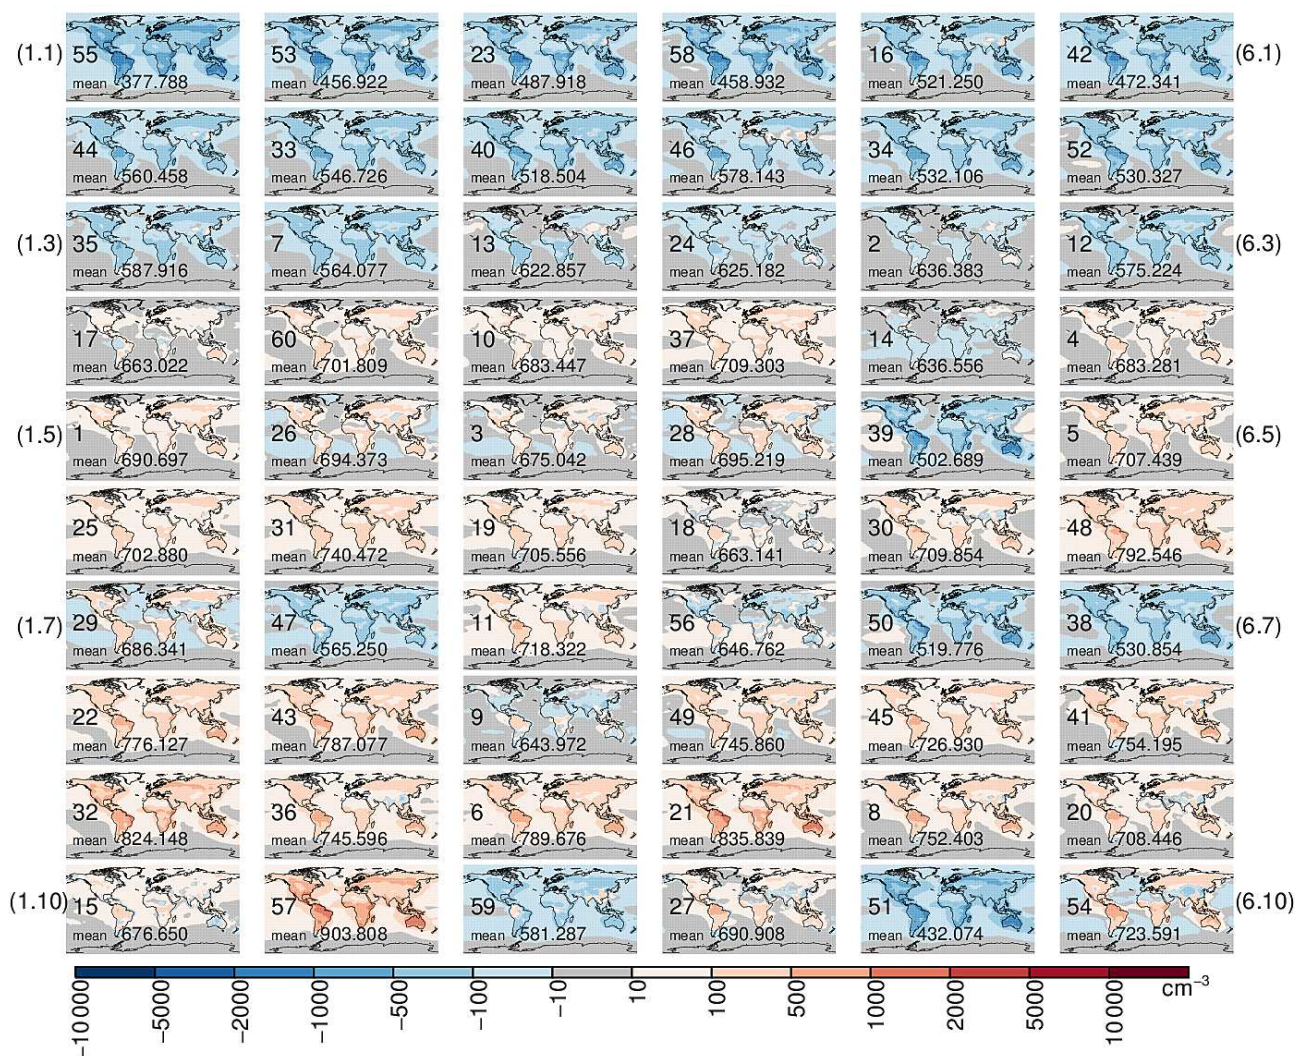 (1.1) 55 53 23 58 16 42 (6.1)
mean 377.788 mean 456.922 mean 487.918 mean 458.932 mean 521.250 mean 472.341
44 33 40 46 34 52
mean 560.458 mean 546.726 mean 518.504 mean 578.143 mean 532.106 mean 530.327
(1.3) 35 7 13 24 2 12 (6.3)
mean 587.916 mean 564.077 mean 622.857 mean 625.182 mean 636.383 mean 575.224
17 60 10 37 14 4
mean 663.022 mean 701.809 mean 683.447 mean 709.303 mean 636.556 mean 683.281
(1.5) 1 26 3 28 39 5 (6.5)
mean 690.697 mean 694.373 mean 675.042 mean 695.219 mean 502.689 mean 707.439
25 31 19 18 30 48
mean 702.880 mean 740.472 mean 705.556 mean 663.141 mean 709.854 mean 792.546
(1.7) 29 47 11 56 50 38 (6.7)
mean 686.341 mean 565.250 mean 718.322 mean 646.762 mean 519.776 mean 530.854
22 43 9 49 45 41
mean 776.127 mean 787.077 mean 643.972 mean 745.860 mean 726.930 mean 754.195
32 36 6 21 8 20
mean 824.148 mean 745.596 mean 789.676 mean 835.839 mean 752.403 mean 708.446
(1.10) 15 57 59 27 51 54 (6.10)
mean 676.650 mean 903.808 mean 581.287 mean 690.908 mean 432.074 mean 723.591
−10000 −5000 −2000 −1000 −500 −100 −10 10 100 500 1000 2000 5000 10000 cm⁻³